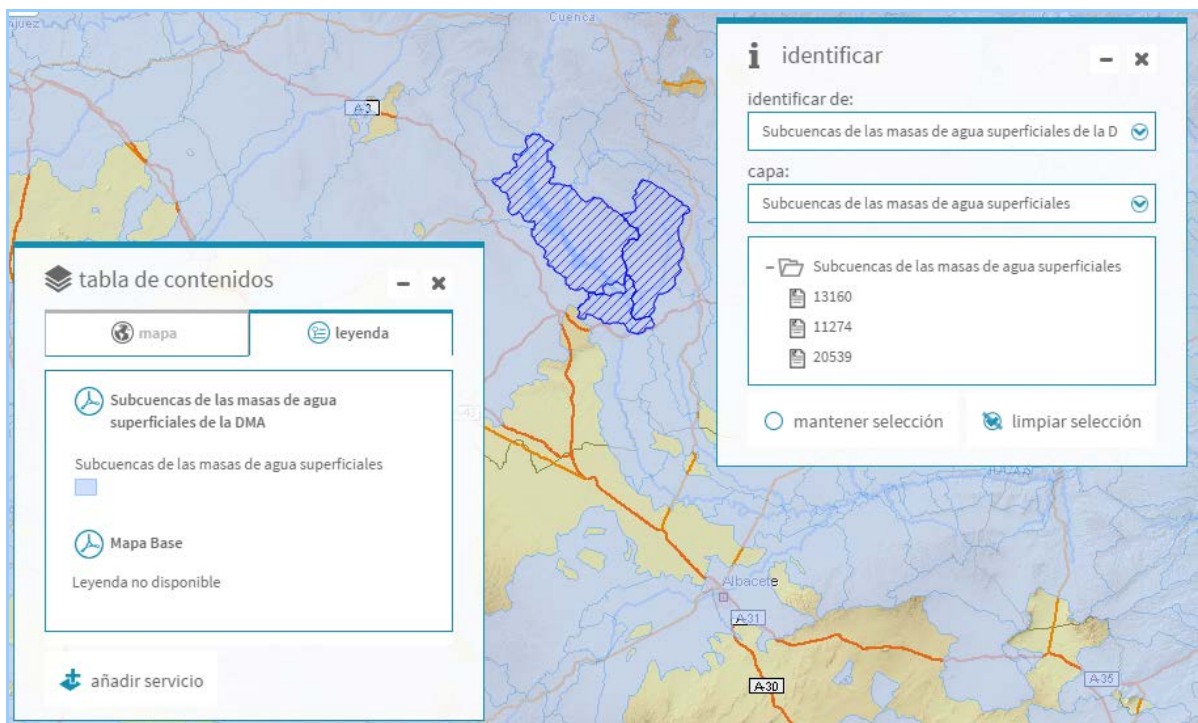 Cuenca
A-3
identificar
identificar de:
Subcuencas de las masas de agua superficiales de la D
capa:
Subcuencas de las masas de agua superficiales
Subcuencas de las masas de agua superficiales
13160
11274
20539
mantener selección
limpiar selección
tabla de contenidos
mapa
leyenda
Subcuencas de las masas de agua
superficiales de la DMA
Subcuencas de las masas de agua superficiales
Mapa Base
Leyenda no disponible
añadir servicio
A-43
JUCAR
Albacete
A-31
A-30
A-35